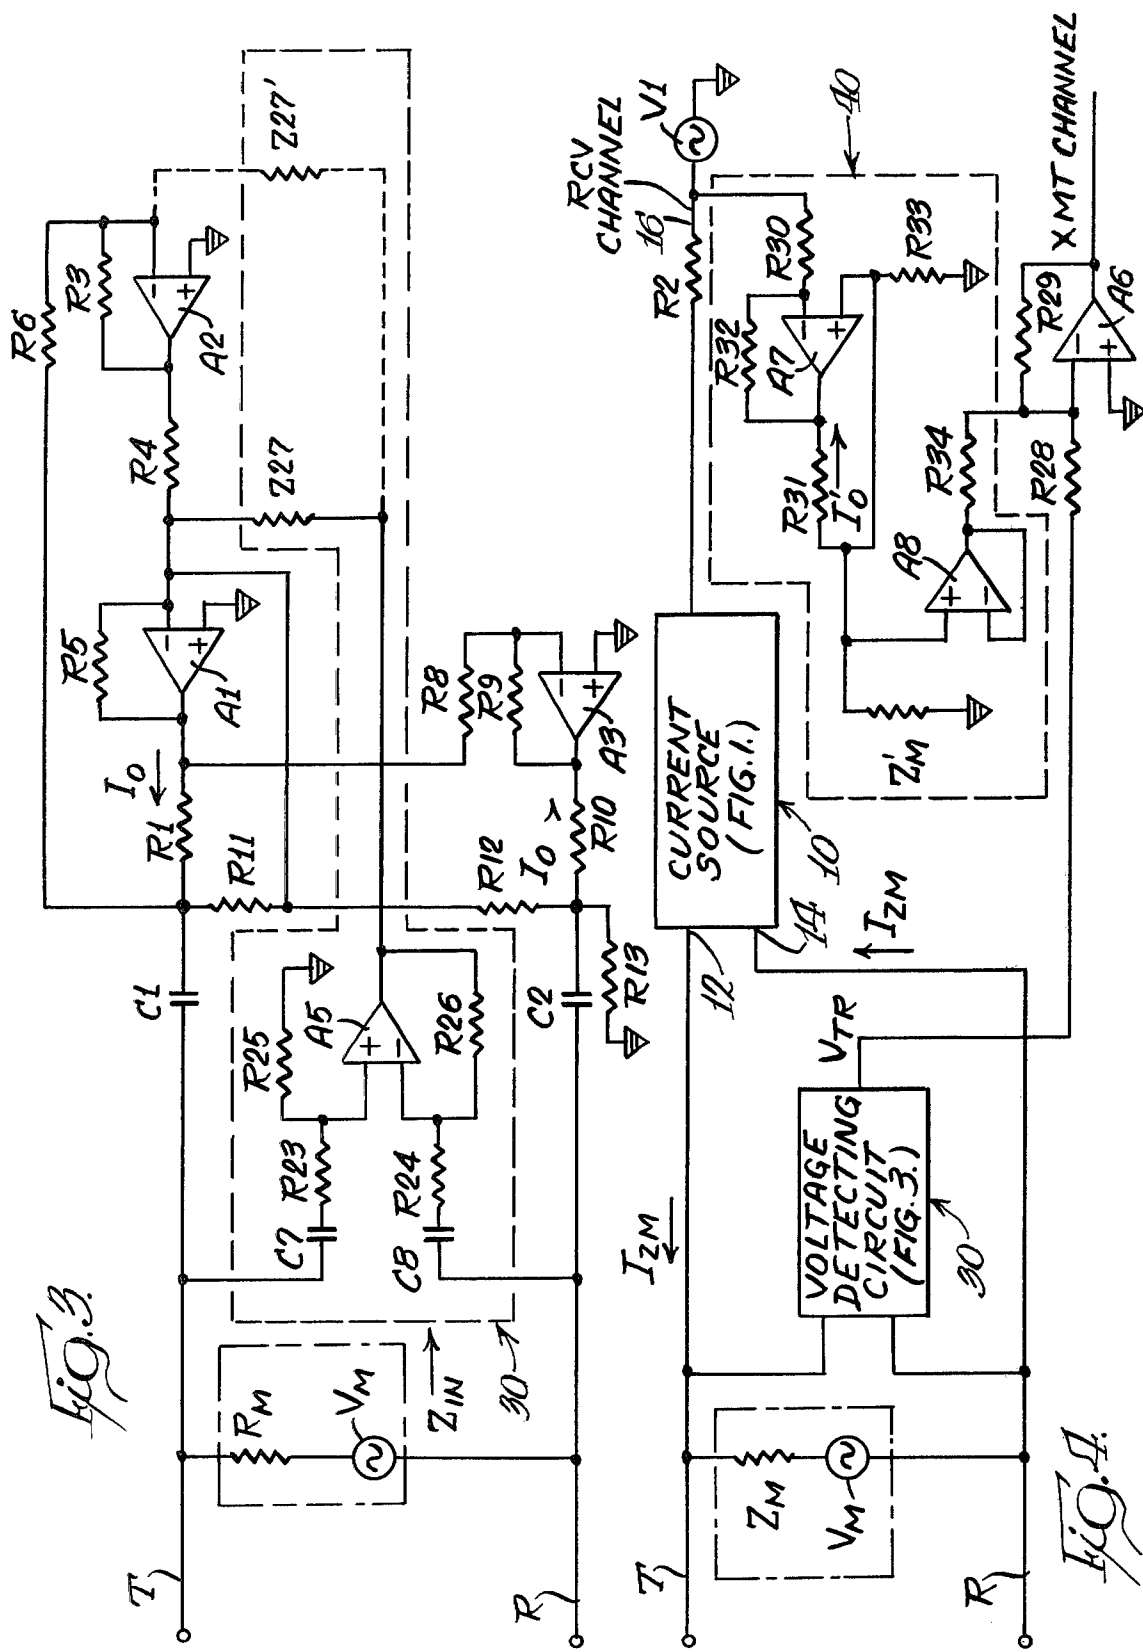 Fig. 3.
T
R
RM
VM
ZIN
30
C7
R23
R25
C8
R24
A5
+
−
R26
C1
C2
R13
R11
R12
R1
IO
R10
IO
R5
A1
−
+
R8
R9
A3
−
+
R4
Z27
R6
R3
A2
−
+
Z27'
Fig. 4.
T
R
ZM
VM
IZM
VOLTAGE
DETECTING
CIRCUIT
(FIG. 3.)
30
VTR
IZM
12
14
CURRENT
SOURCE
(FIG. 1.)
10
Z'M
A8
+
−
R34
R28
R31
I'O
R32
A7
−
+
R30
R33
R2
16
RCV
CHANNEL
V1
40
R29
A6
−
+
XMT CHANNEL